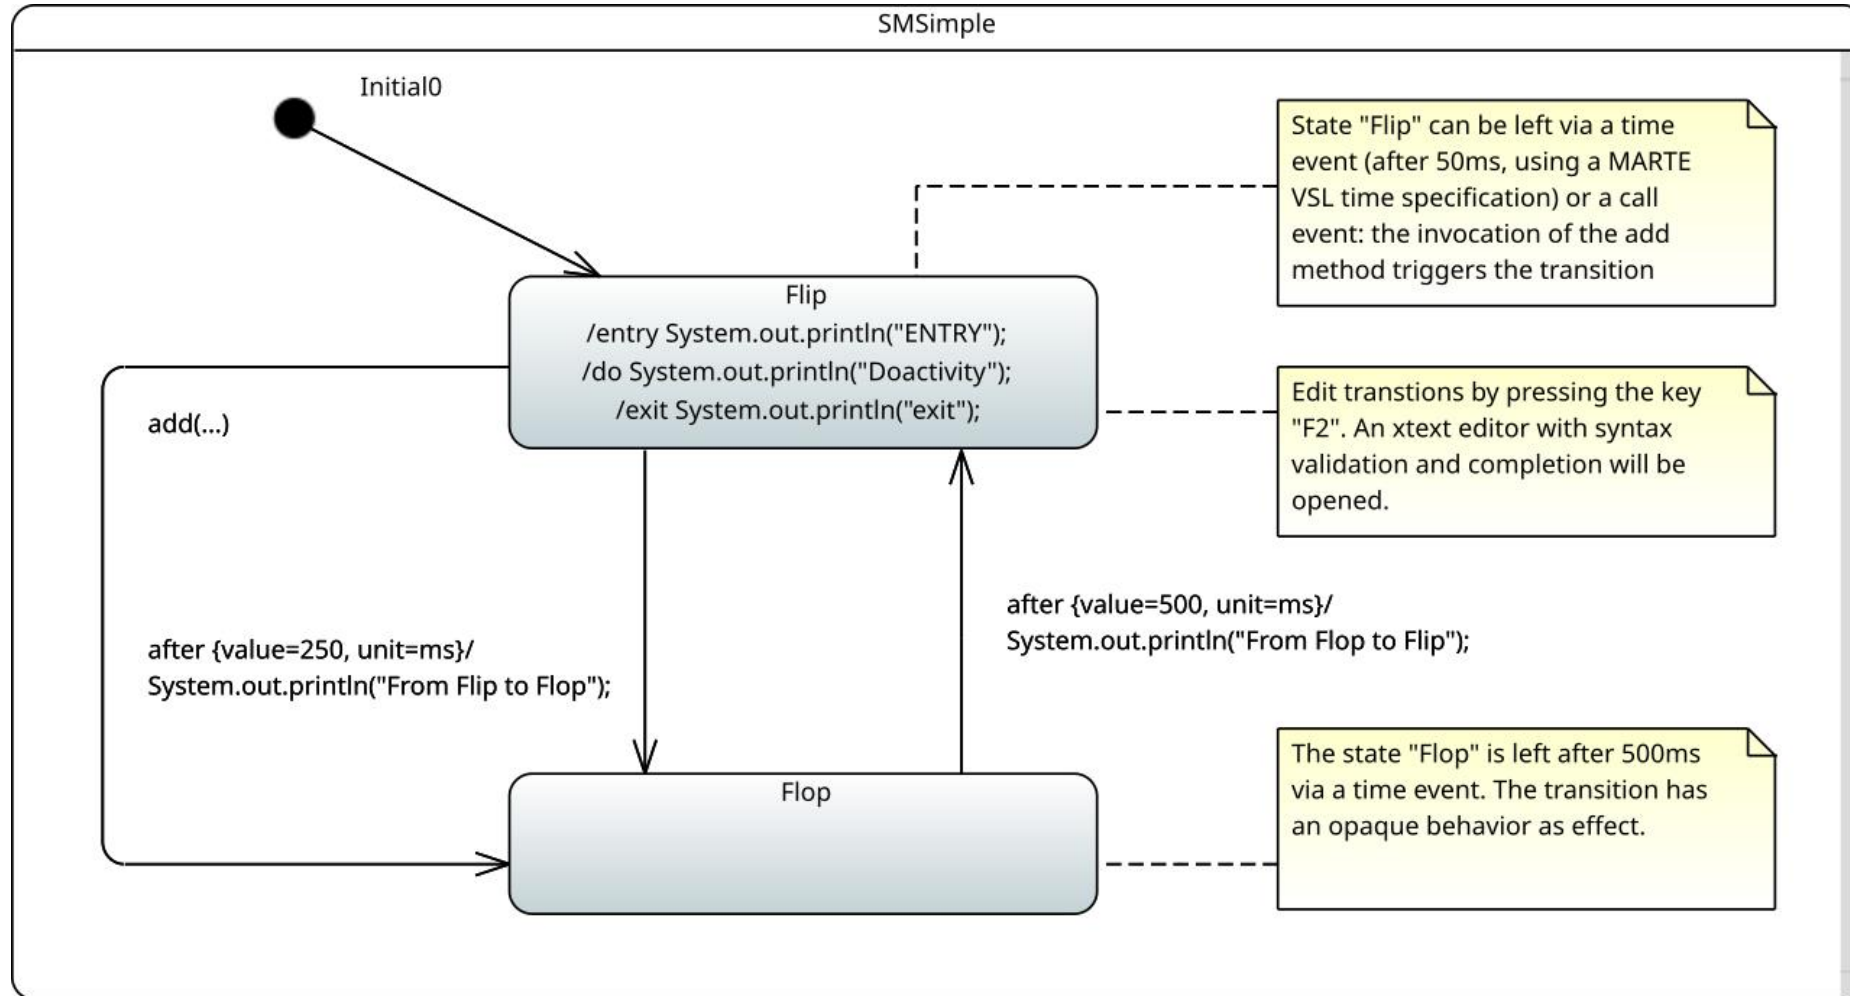 SMSimple
Initial0
State "Flip" can be left via a time
event (after 50ms, using a MARTE
VSL time specification) or a call
event: the invocation of the add
method triggers the transition
Flip
/entry System.out.println("ENTRY");
/do System.out.println("Doactivity");
/exit System.out.println("exit");
Edit transtions by pressing the key
"F2". An xtext editor with syntax
validation and completion will be
opened.
add(...)
after {value=250, unit=ms}/
System.out.println("From Flip to Flop");
after {value=500, unit=ms}/
System.out.println("From Flop to Flip");
Flop
The state "Flop" is left after 500ms
via a time event. The transition has
an opaque behavior as effect.